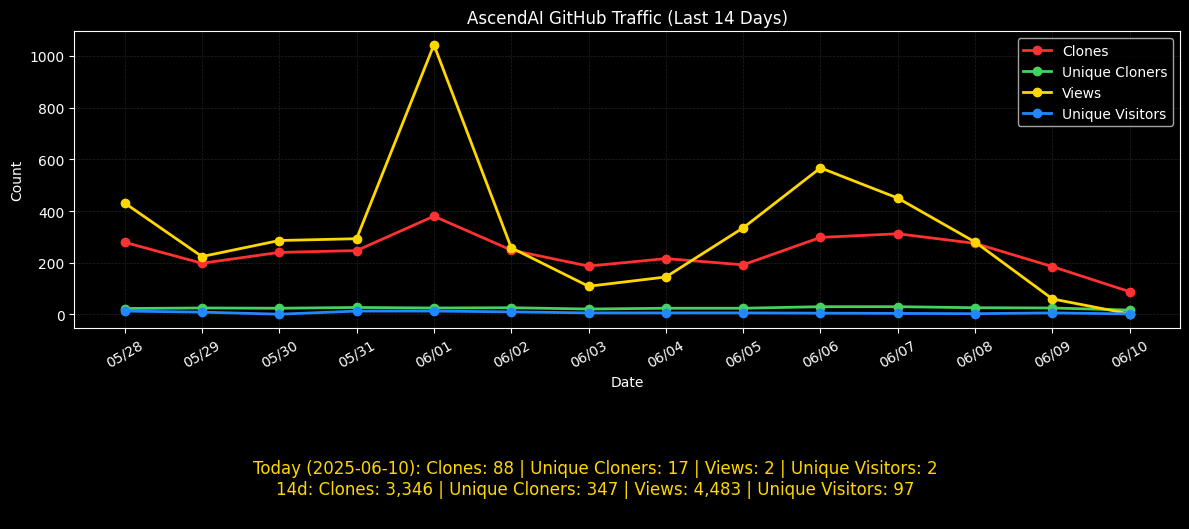 AscendAI GitHub Traffic (Last 14 Days)
Clones
Unique Cloners
Views
Unique Visitors
Count
1000
800
600
400
200
0
05/28
05/29
05/30
05/31
06/01
06/02
06/03
06/04
06/05
06/06
06/07
06/08
06/09
06/10
Date
Today (2025-06-10): Clones: 88 | Unique Cloners: 17 | Views: 2 | Unique Visitors: 2
14d: Clones: 3,346 | Unique Cloners: 347 | Views: 4,483 | Unique Visitors: 97